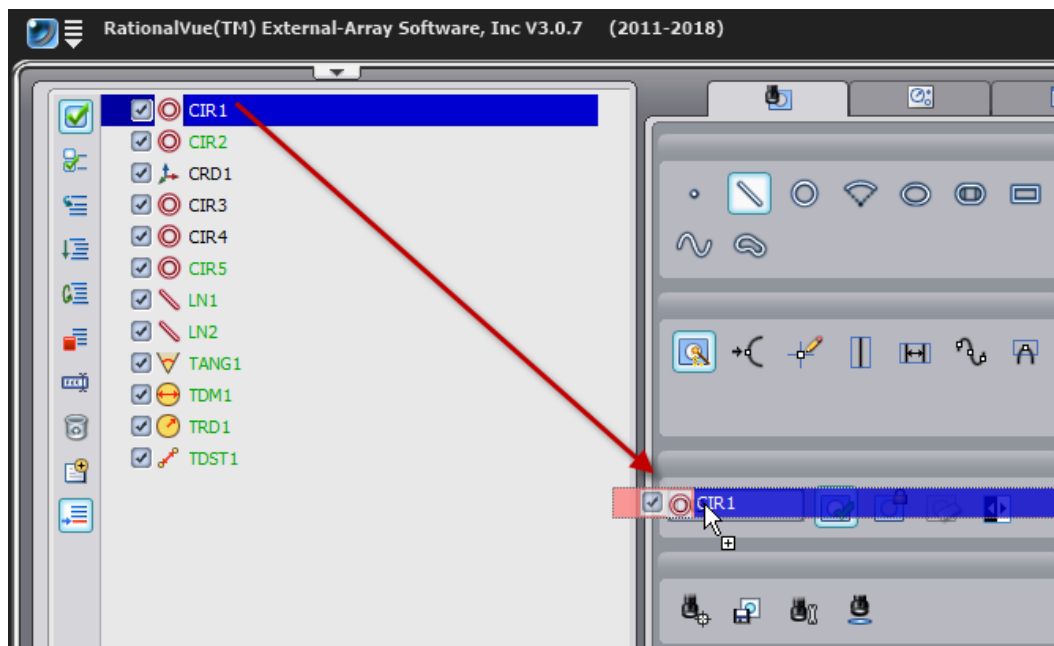 RationalVue(TM) External-Array Software, Inc V3.0.7 (2011-2018)
CIR1
CIR2
CRD1
CIR3
CIR4
CIR5
LN1
LN2
TANG1
TDM1
TRD1
TDST1
CIR1